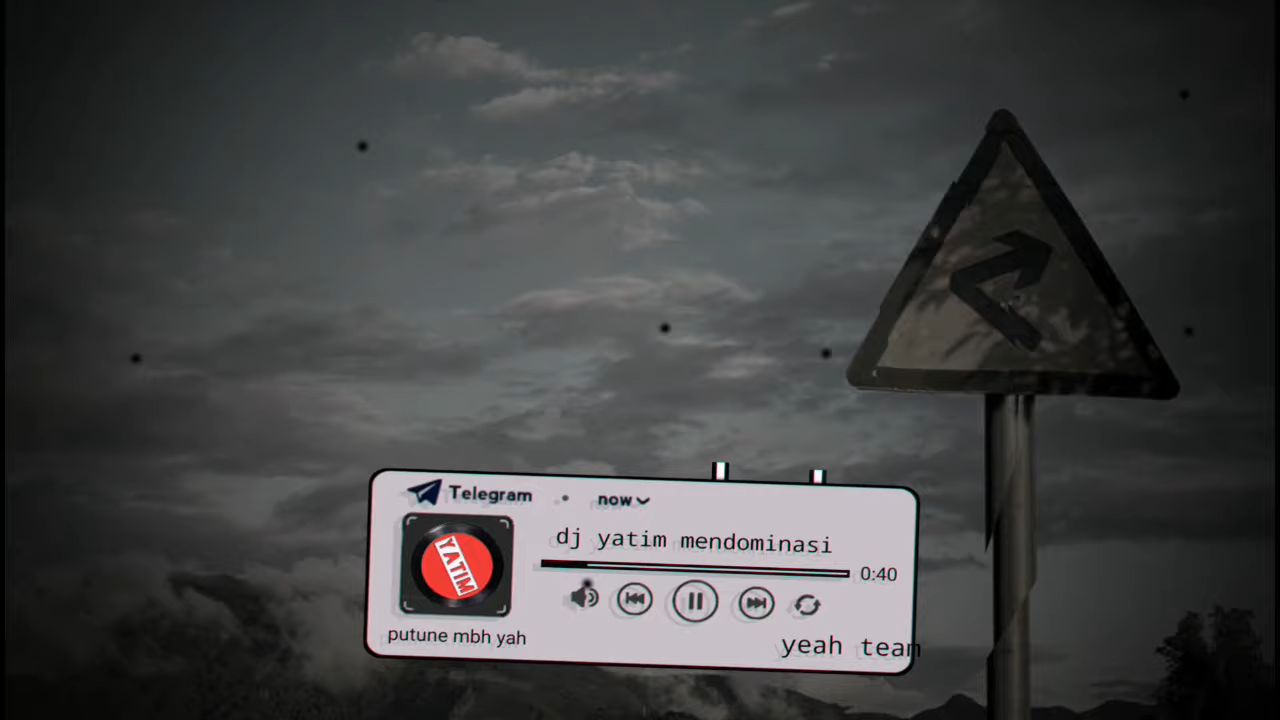 Telegram • now
dj yatim mendominasi
0:40
YATIM
putune mbh yah
yeah team